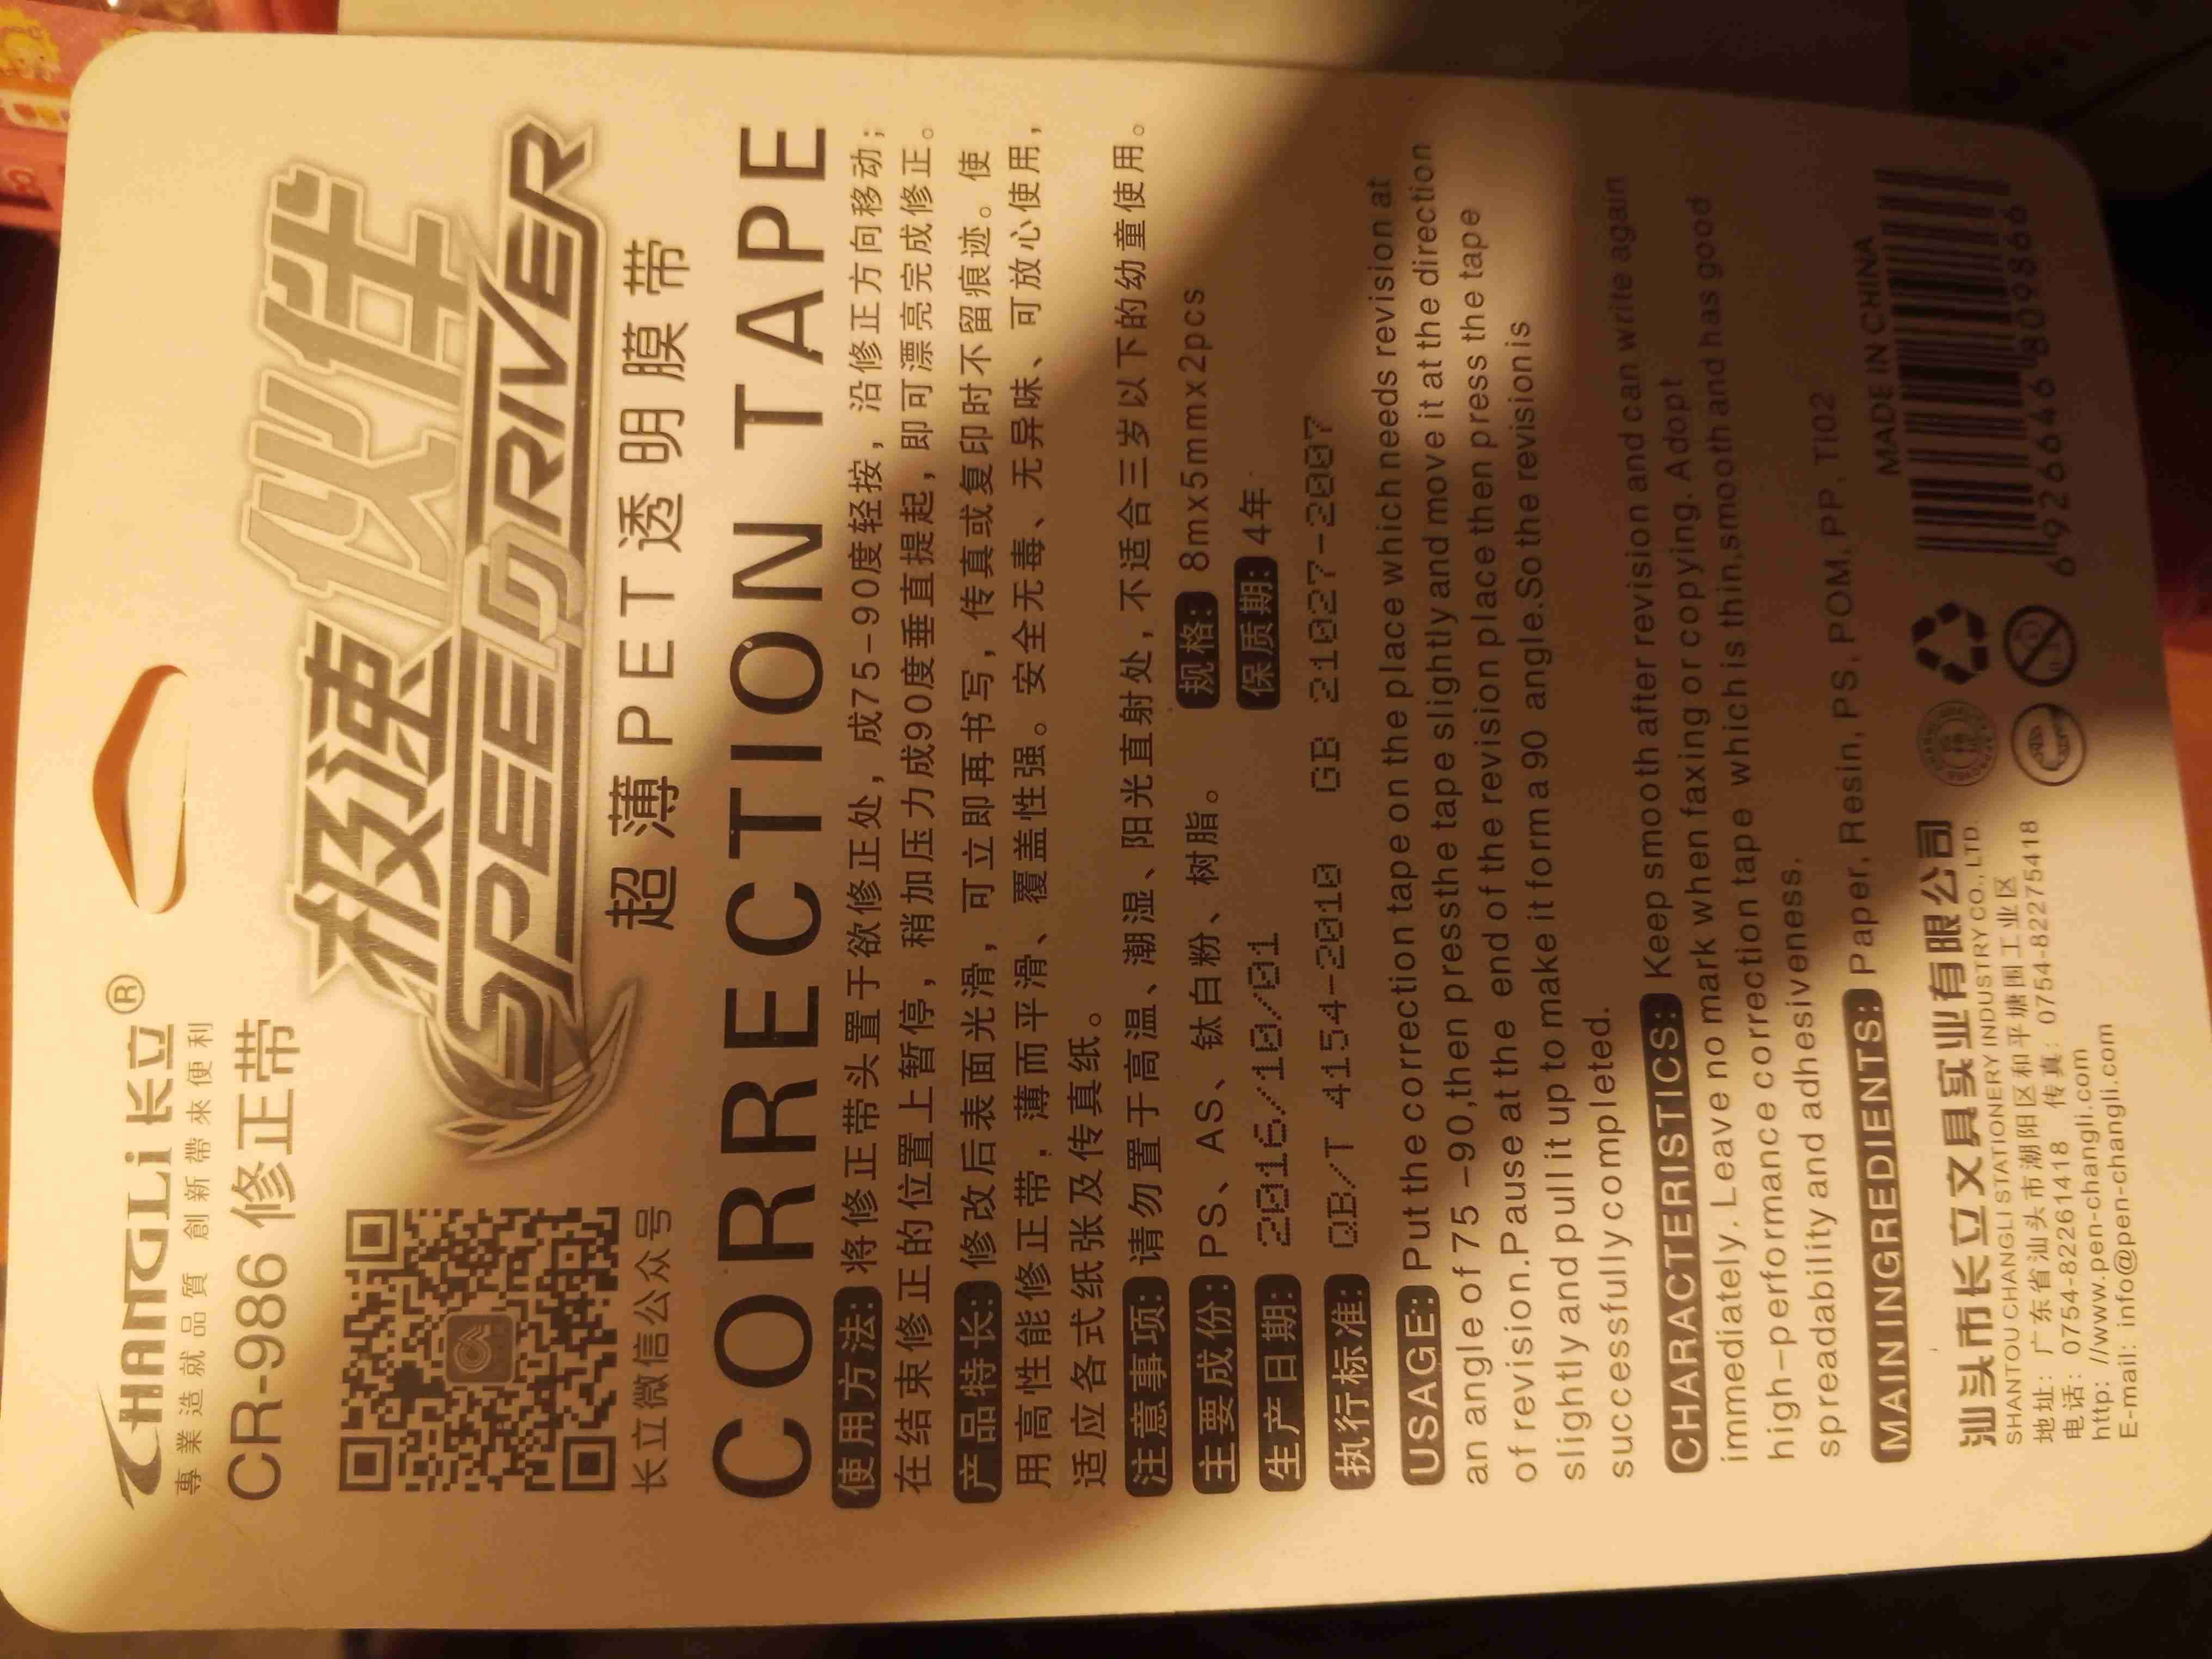 CHANGLi 长立®
專業造就品質 創新帶來便利
CR-986 修正带
长立微信公众号
极速伙伴
SPEED DRIVER
超薄PET透明膜带
CORRECTION TAPE
使用方法: 将修正带头置于欲修正处，成75-90度轻按，沿修正方向移动；
在结束修正的位置上暂停，稍加压力成90度垂直提起，即可漂亮完成修正。
产品特长: 修改后表面光滑，可立即再书写，传真或复印时不留痕迹。使
用高性能修正带，薄而平滑、覆盖性强。安全无毒、无异味、可放心使用，
适应各式纸张及传真纸。
注意事项: 请勿置于高温、潮湿、阳光直射处，不适合三岁以下的幼童使用。
主要成份: PS、AS、钛白粉、树脂。 规格: 8mx5mmx2pcs
生产日期: 2016/10/01 保质期: 4年
执行标准: QB/T 4154-2010 GB 21027-2007
USAGE: Put the correction tape on the place which needs revision at
an angle of 75 -90,then pressthe tape slightly and move it at the direction
of revision.Pause at the end of the revision place then press the tape
slightly and pull it up to make it form a 90 angle.So the revision is
successfully completed.
CHARACTERISTICS: Keep smooth after revision and can write again
immediately. Leave no mark when faxing or copying. Adopt
high-performance correction tape which is thin,smooth and has good
spreadability and adhesiveness.
MAIN INGREDIENTS: Paper, Resin, PS, POM, PP, TI02
汕头市长立文具实业有限公司
SHANTOU CHANGLI STATIONERY INDUSTRY CO., LTD.
地址：广东省汕头市潮阳区和平塘围工业区
电话：0754-82261418 传真：0754-82275418
http: //www.pen-changli.com
E-mail: info@pen-changli.com
MADE IN CHINA
6 926646 809866